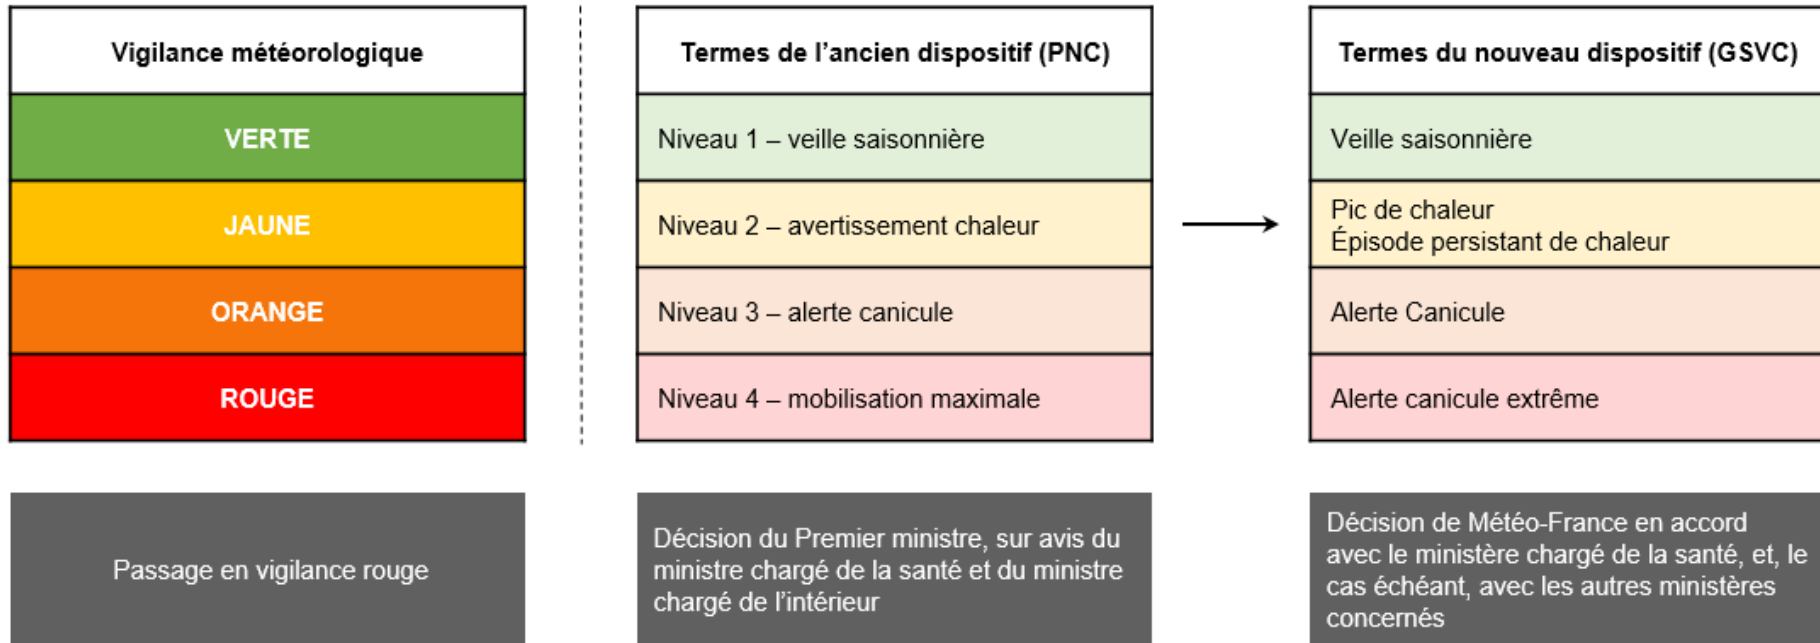 Vigilance météorologique
VERTE
JAUNE
ORANGE
ROUGE
Passage en vigilance rouge
Termes de l'ancien dispositif (PNC)
Niveau 1 – veille saisonnière
Niveau 2 – avertissement chaleur
Niveau 3 – alerte canicule
Niveau 4 – mobilisation maximale
Décision du Premier ministre, sur avis du
ministre chargé de la santé et du ministre
chargé de l'intérieur
Termes du nouveau dispositif (GSVC)
Veille saisonnière
Pic de chaleur
Épisode persistant de chaleur
Alerte Canicule
Alerte canicule extrême
Décision de Météo-France en accord
avec le ministère chargé de la santé, et, le
cas échéant, avec les autres ministères
concernés